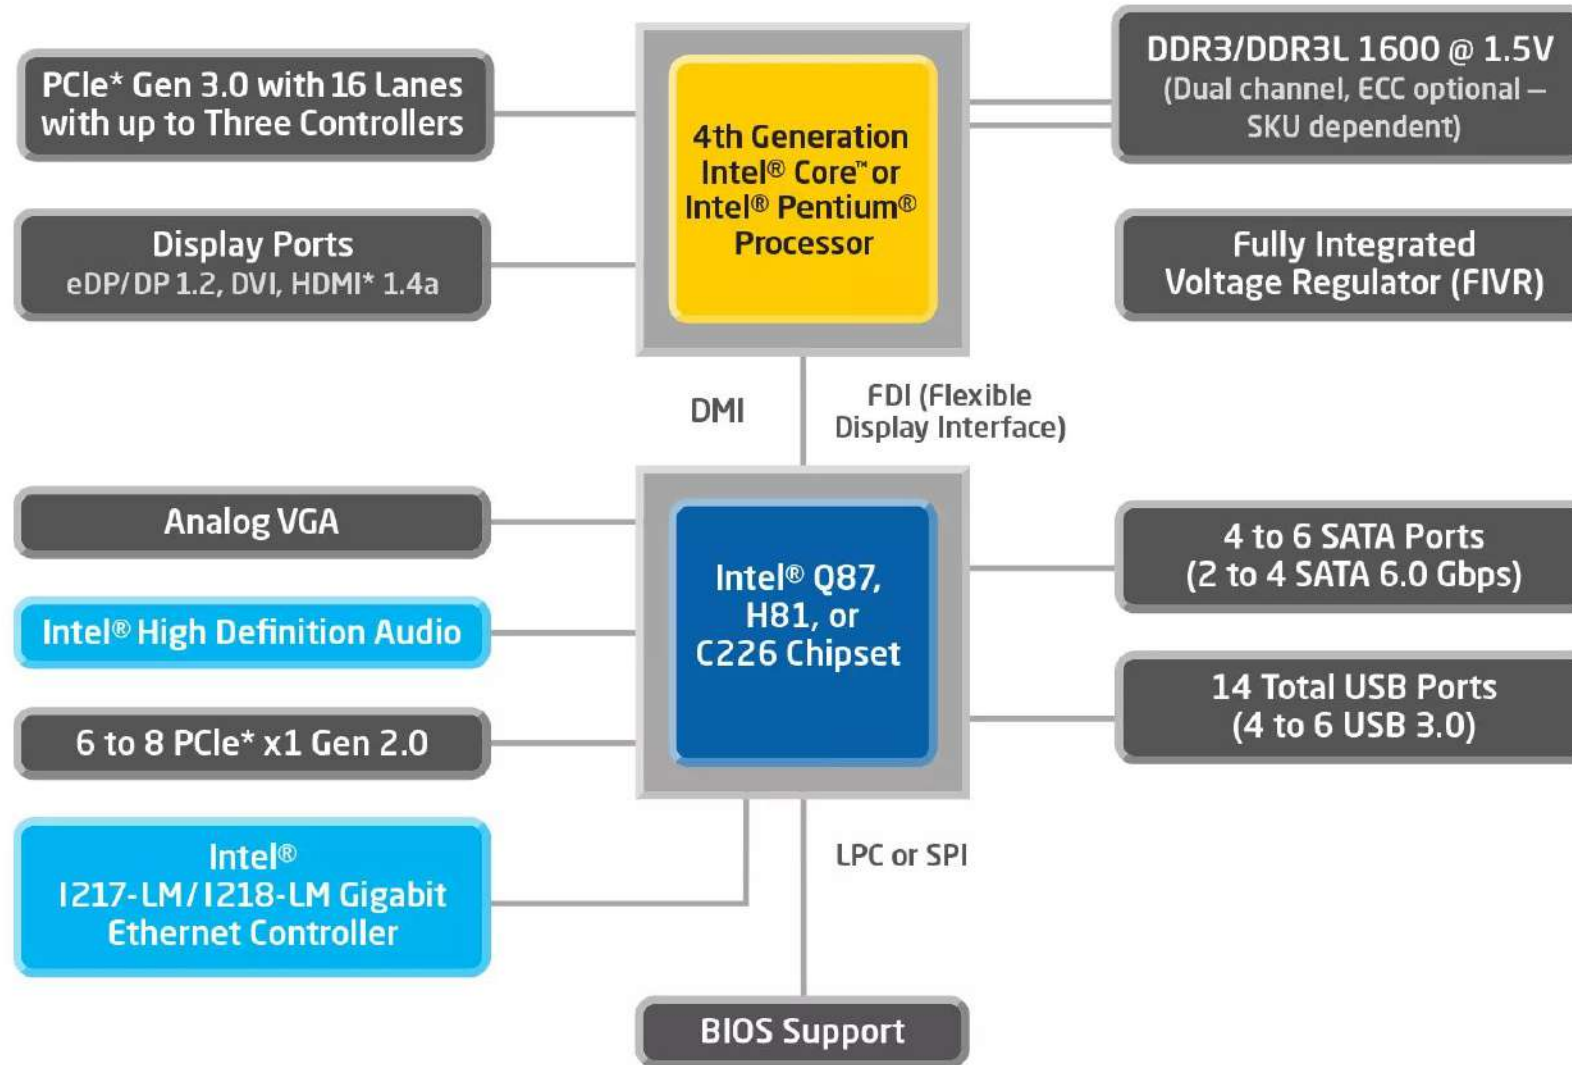 PCIe* Gen 3.0 with 16 Lanes
with up to Three Controllers
Display Ports
eDP/DP 1.2, DVI, HDMI* 1.4a
4th Generation
Intel® Core™ or
Intel® Pentium®
Processor
DDR3/DDR3L 1600 @ 1.5V
(Dual channel, ECC optional —
SKU dependent)
Fully Integrated
Voltage Regulator (FIVR)
DMI
FDI (Flexible
Display Interface)
Analog VGA
Intel® High Definition Audio
6 to 8 PCIe* x1 Gen 2.0
Intel®
I217-LM/I218-LM Gigabit
Ethernet Controller
Intel® Q87,
H81, or
C226 Chipset
4 to 6 SATA Ports
(2 to 4 SATA 6.0 Gbps)
14 Total USB Ports
(4 to 6 USB 3.0)
LPC or SPI
BIOS Support